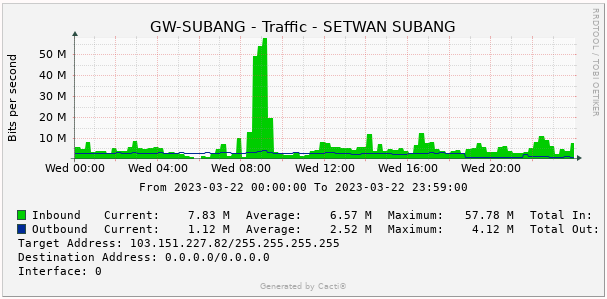 GW-SUBANG - Traffic - SETWAN SUBANG
RRDTOOL / TOBI OETIKER
Bits per second
50 M
40 M
30 M
20 M
10 M
Wed 00:00 Wed 04:00 Wed 08:00 Wed 12:00 Wed 16:00 Wed 20:00
From 2023-03-22 00:00:00 To 2023-03-22 23:59:00
Inbound Current: 7.83 M Average: 6.57 M Maximum: 57.78 M Total In:
Outbound Current: 1.12 M Average: 2.52 M Maximum: 4.12 M Total Out:
Target Address: 103.151.227.82/255.255.255.255
Destination Address: 0.0.0.0/0.0.0.0
Interface: 0
Generated by Cacti®